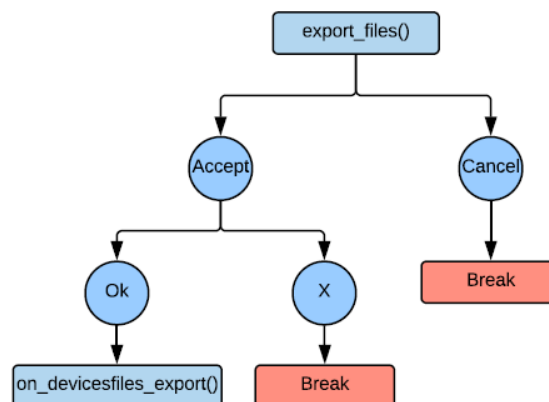 export_files()
Accept
Cancel
Ok
X
Break
on_devicesfiles_export()
Break